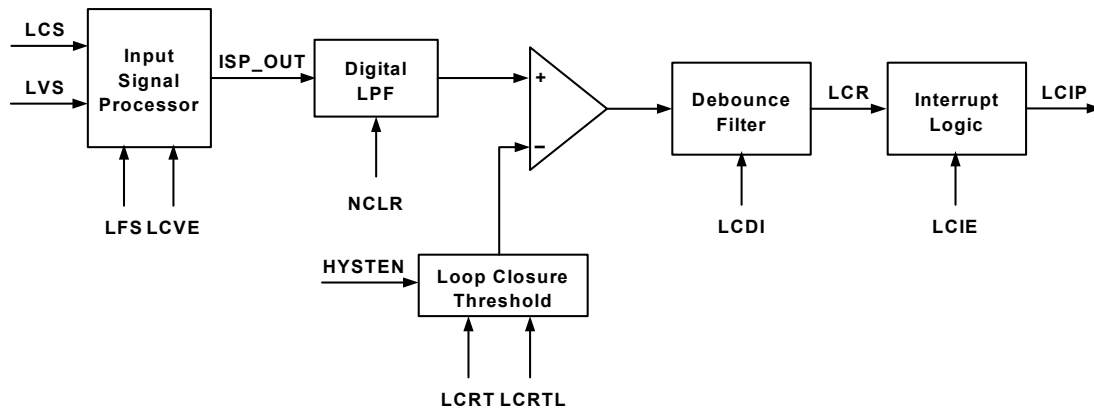 LCS
LVS
Input
Signal
Processor
LFS LCVE
ISP_OUT
Digital
LPF
NCLR
+
−
HYSTEN
Loop Closure
Threshold
LCRT LCRTL
Debounce
Filter
LCDI
LCR
Interrupt
Logic
LCIE
LCIP